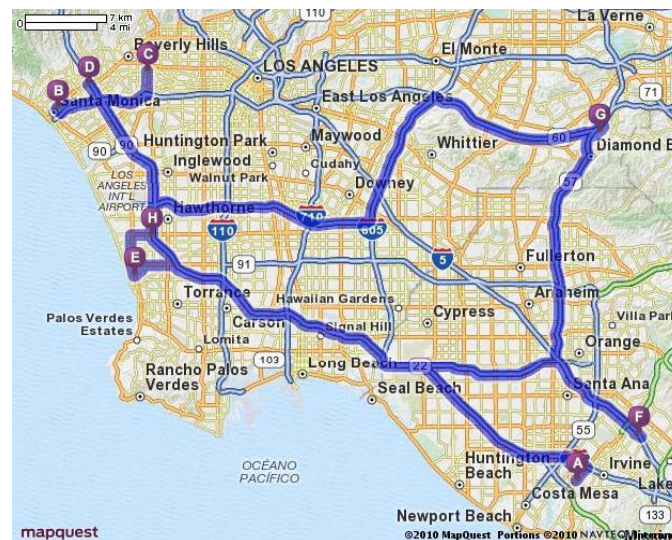 0 7 km
4 mi
110
La Verne
Beverly Hills
El Monte
C
D
LOS ANGELES
B
71
Santa Monica
East Los Angeles
G
90
Huntington Park
Maywood
Whittier
60
Diamond B
90
Inglewood
Cudahy
57
LOS
ANGELES
INT'L
AIRPORT
Walnut Park
Downey
H
Hawthorne
110
710
605
E
91
5
Fullerton
Torrance
Hawaiian Gardens
Anaheim
Palos Verdes
Estates
Carson
Cypress
Villa Park
Lomita
Signal Hill
Orange
Rancho Palos
Verdes
103
Long Beach
22
Seal Beach
Santa Ana
F
55
OCÉANO
PACÍFICO
Huntington
Beach
A
Irvine
Lake
Costa Mesa
Newport Beach
133
mapquest
©2010 MapQuest Portions ©2010 NAVTEQ